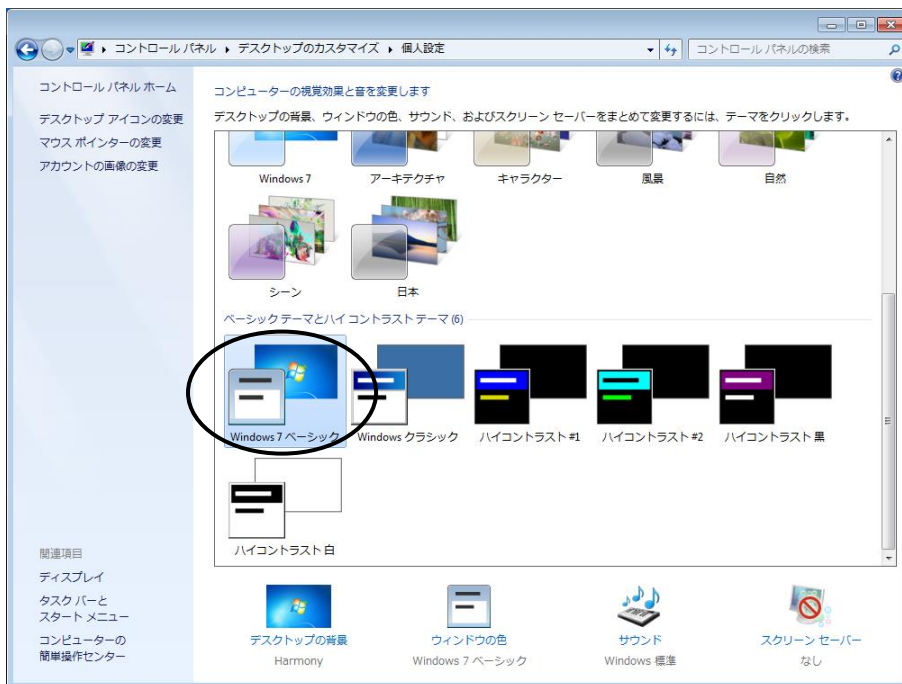 コントロール パネル ▸ デスクトップのカスタマイズ ▸ 個人設定
コントロール パネルの検索
コントロール パネル ホーム
デスクトップ アイコンの変更
マウス ポインターの変更
アカウントの画像の変更
コンピューターの視覚効果と音を変更します
デスクトップの背景、ウィンドウの色、サウンド、およびスクリーン セーバーをまとめて変更するには、テーマをクリックします。
Windows 7
アーキテクチャ
キャラクター
風景
自然
シーン
日本
ベーシック テーマとハイ コントラスト テーマ (6)
Windows 7 ベーシック
Windows クラシック
ハイコントラスト #1
ハイコントラスト #2
ハイコントラスト 黒
ハイコントラスト 白
関連項目
ディスプレイ
タスク バーと
スタート メニュー
コンピューターの
簡単操作センター
デスクトップの背景
Harmony
ウィンドウの色
Windows 7 ベーシック
サウンド
Windows 標準
スクリーン セーバー
なし